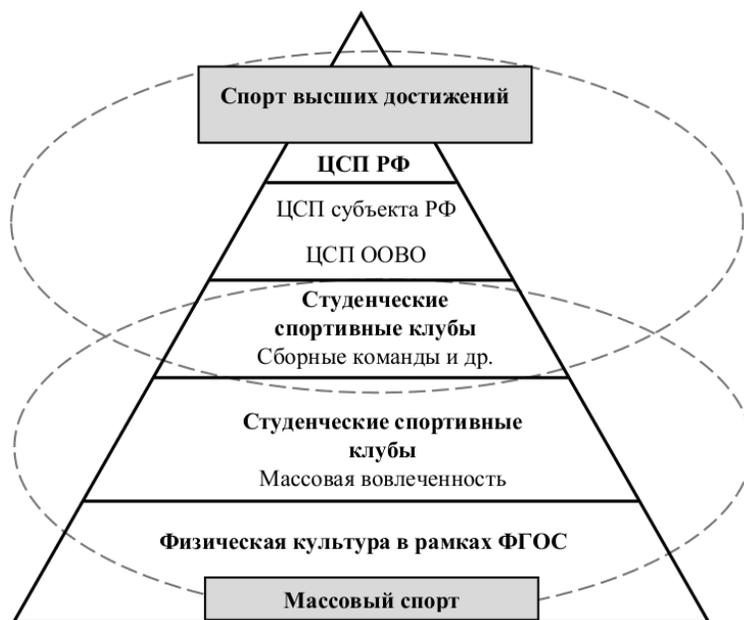 Спорт высших достижений
ЦСП РФ
ЦСП субъекта РФ
ЦСП ООВО
Студенческие
спортивные клубы
Сборные команды и др.
Студенческие спортивные
клубы
Массовая вовлеченность
Физическая культура в рамках ФГОС
Массовый спорт